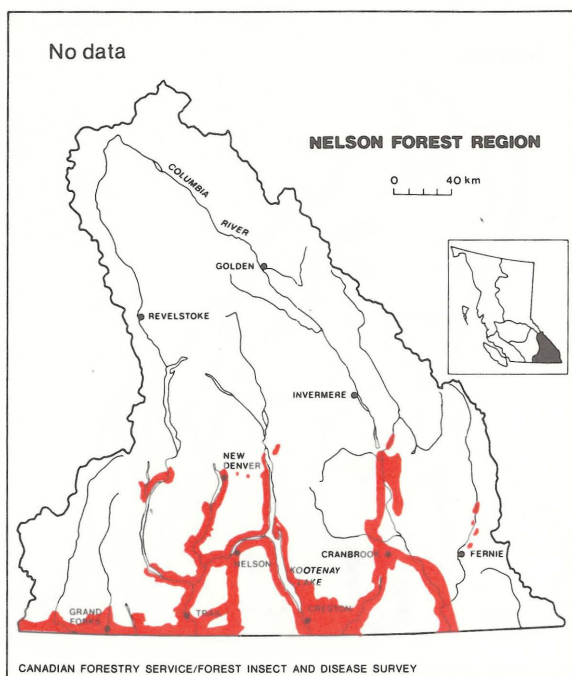 No data
NELSON FOREST REGION
0 40 km
COLUMBIA
RIVER
GOLDEN
REVELSTOKE
INVERMERE
NEW
DENVER
NELSON
CRANBROOK
FERNIE
KOOTENAY
LAKE
GRAND
FORKS
TRAIL
CRESTON
CANADIAN FORESTRY SERVICE/FOREST INSECT AND DISEASE SURVEY